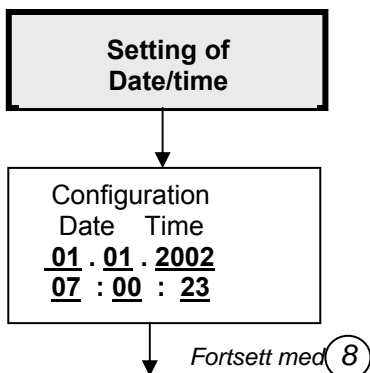 Setting of
Date/time
Configuration
Date Time
01 . 01 . 2002
07 : 00 : 23
Fortsett med 8